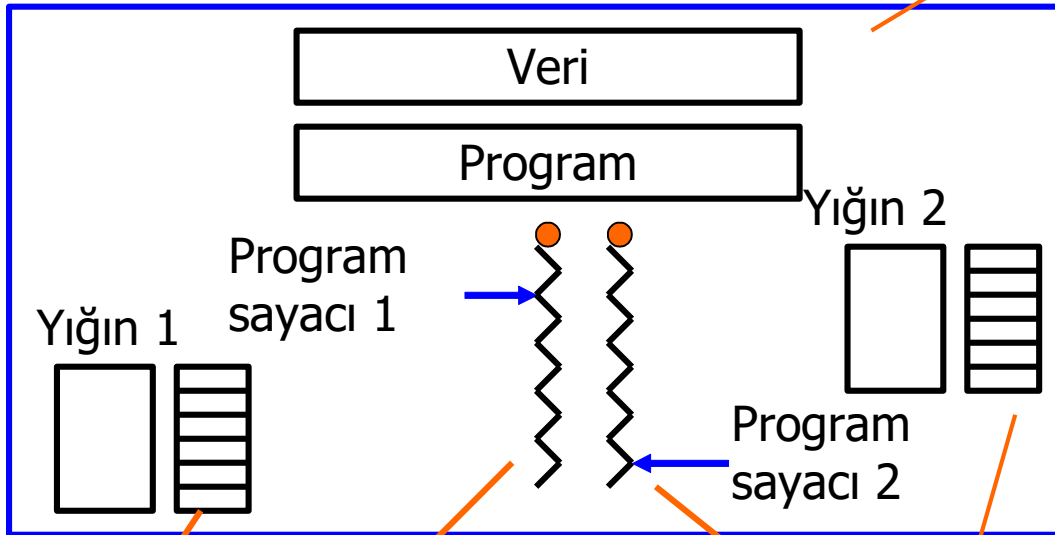 Veri
Program
Yığın 2
Program
sayacı 1
Yığın 1
Program
sayacı 2